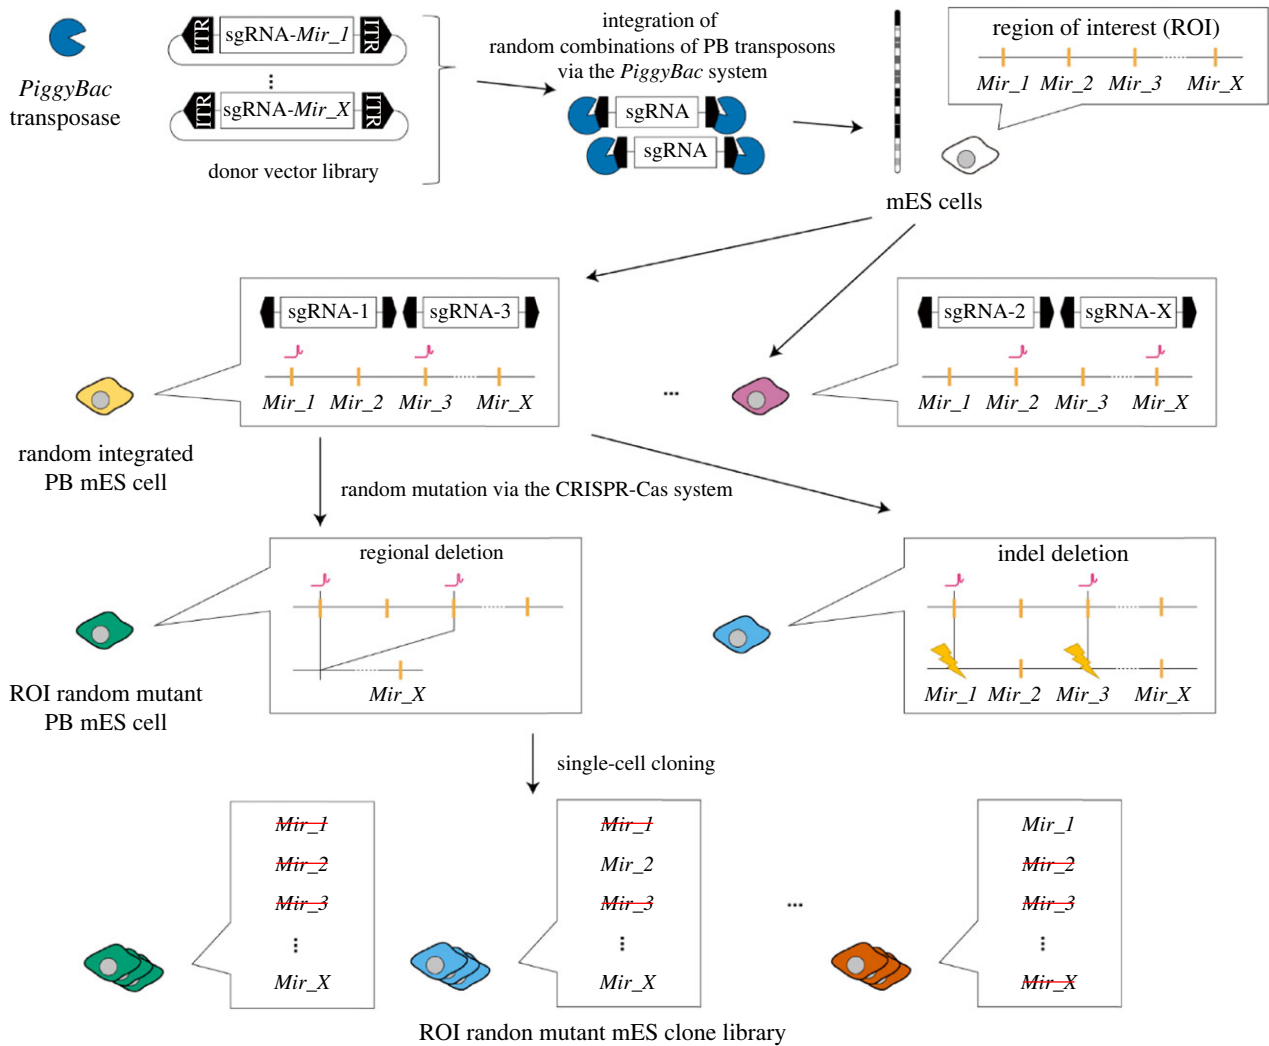 PiggyBac
transposase
ITR
sgRNA-Mir_1
ITR
ITR
sgRNA-Mir_X
ITR
donor vector library
integration of
random combinations of PB transposons
via the PiggyBac system
sgRNA
sgRNA
region of interest (ROI)
Mir_1 Mir_2 Mir_3 Mir_X
mES cells
sgRNA-1 sgRNA-3
Mir_1 Mir_2 Mir_3 Mir_X
random integrated
PB mES cell
...
sgRNA-2 sgRNA-X
Mir_1 Mir_2 Mir_3 Mir_X
random mutation via the CRISPR-Cas system
regional deletion
Mir_X
ROI random mutant
PB mES cell
indel deletion
Mir_1 Mir_2 Mir_3 Mir_X
single-cell cloning
Mir_1
Mir_2
Mir_3
Mir_X
Mir_1
Mir_2
Mir_3
Mir_X
...
Mir_1
Mir_2
Mir_3
Mir_X
ROI randon mutant mES clone library